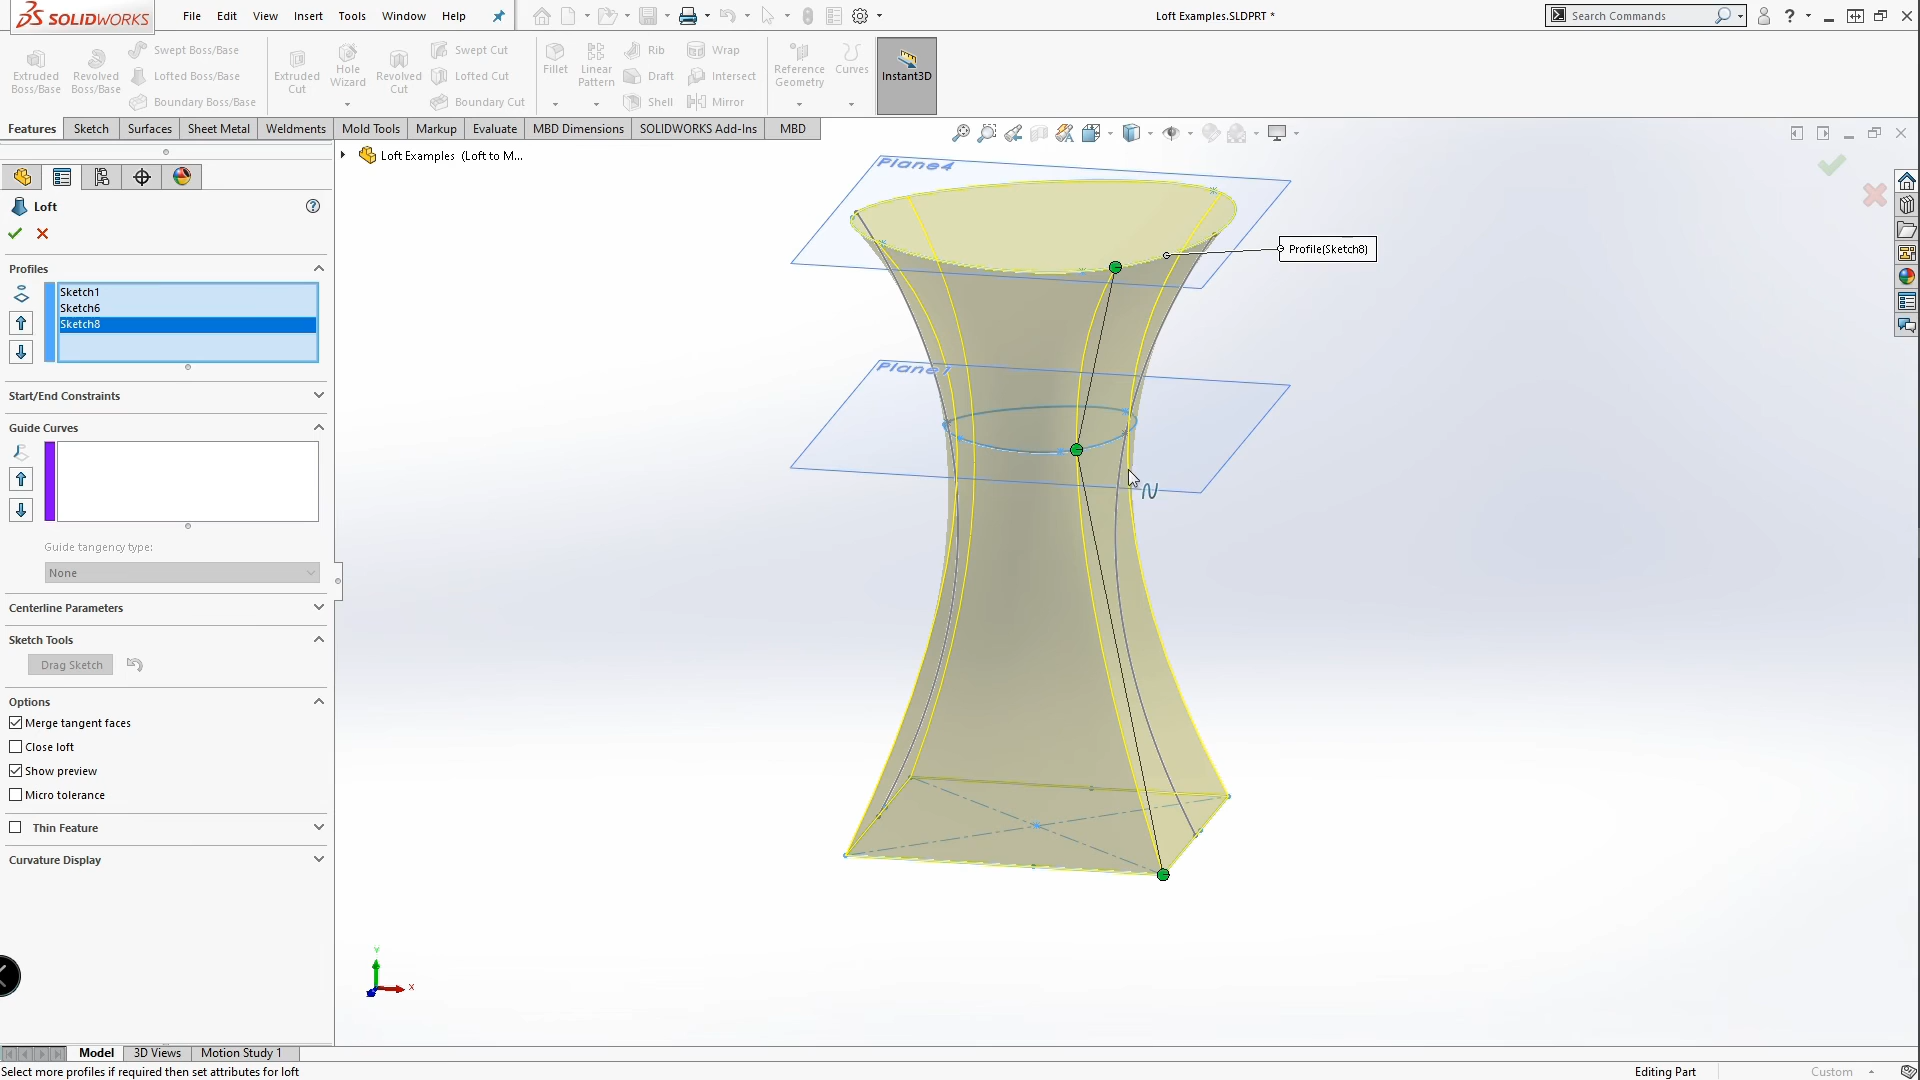 SOLIDWORKS
File Edit View Insert Tools Window Help
Loft Examples.SLDPRT *
Search Commands
Extruded Boss/Base
Revolved Boss/Base
Swept Boss/Base
Lofted Boss/Base
Boundary Boss/Base
Extruded Cut
Hole Wizard
Revolved Cut
Swept Cut
Lofted Cut
Boundary Cut
Fillet
Linear Pattern
Rib
Draft
Shell
Wrap
Intersect
Mirror
Reference Geometry
Curves
Instant3D
Features Sketch Surfaces Sheet Metal Weldments Mold Tools Markup Evaluate MBD Dimensions SOLIDWORKS Add-Ins MBD
Loft Examples (Loft to M...
Loft
Profiles
Sketch1
Sketch6
Sketch8
Start/End Constraints
Guide Curves
Guide tangency type:
None
Centerline Parameters
Sketch Tools
Drag Sketch
Options
Merge tangent faces
Close loft
Show preview
Micro tolerance
Thin Feature
Curvature Display
Plane4
Profile(Sketch8)
Plane1
Y
X
Model 3D Views Motion Study 1
Select more profiles if required then set attributes for loft
Editing Part
Custom